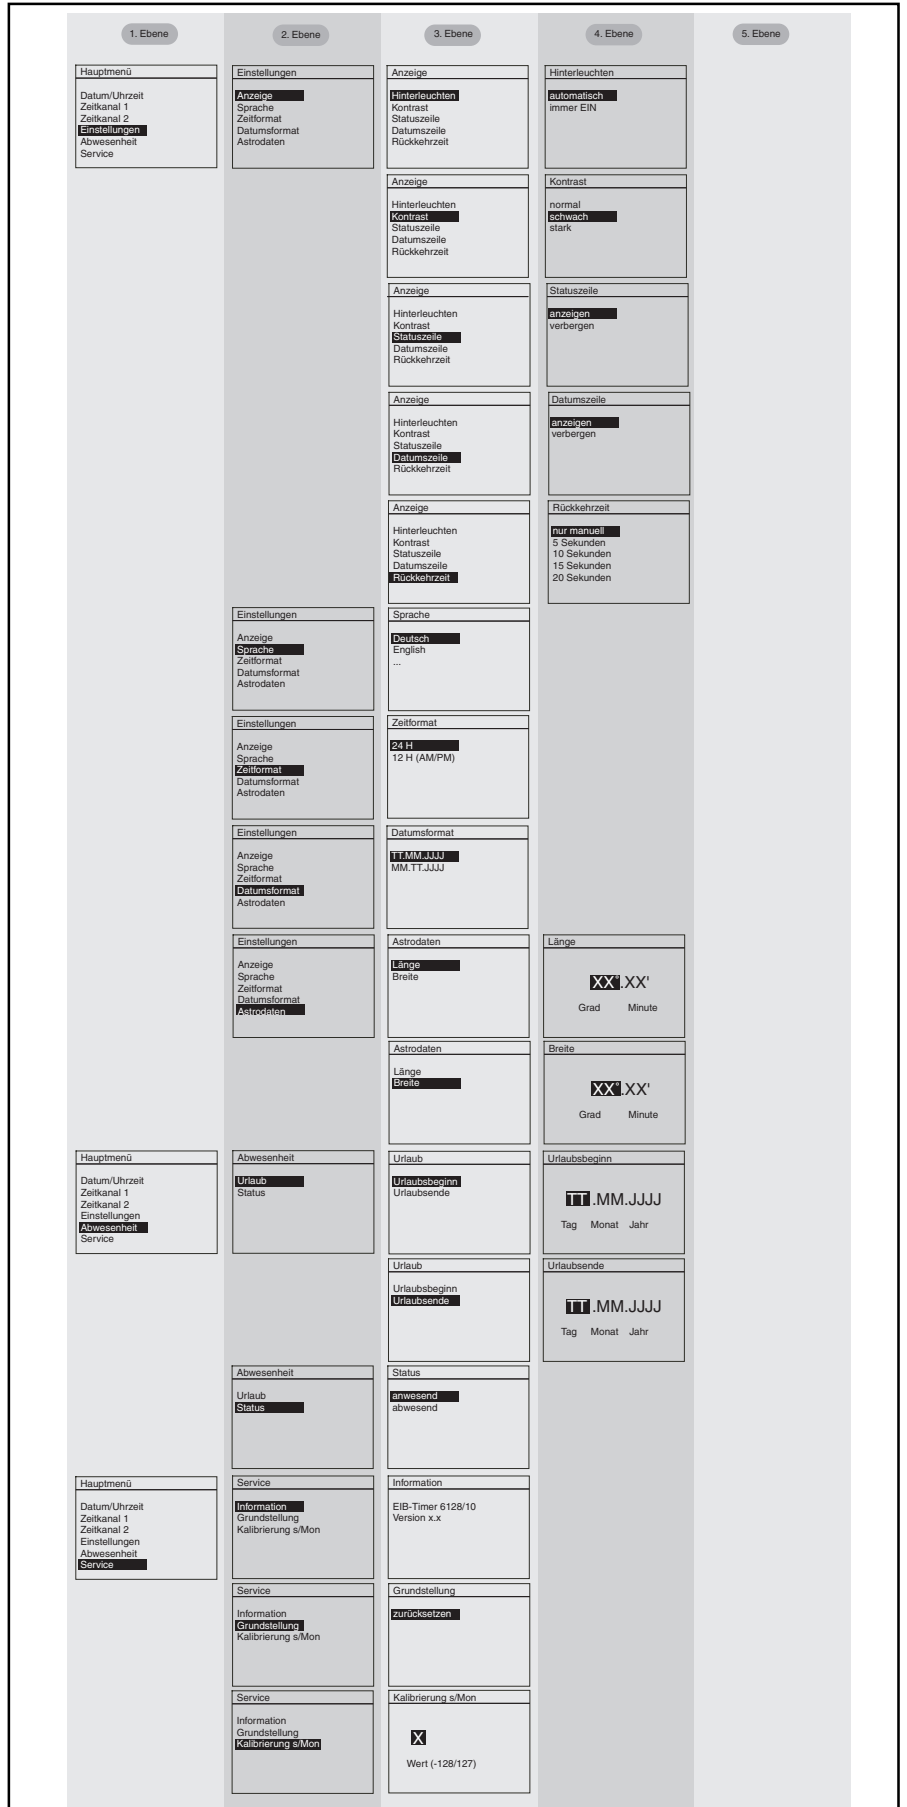 1. Ebene
2. Ebene
3. Ebene
4. Ebene
5. Ebene
Hauptmenü
Datum/Uhrzeit
Zeitkanal 1
Zeitkanal 2
Einstellungen
Abwesenheit
Service
Einstellungen
Anzeige
Sprache
Zeitformat
Datumsformat
Astrodaten
Anzeige
Hinterleuchten
Kontrast
Statuszeile
Datumszeile
Rückkehrzeit
Hinterleuchten
automatisch
immer EIN
Anzeige
Hinterleuchten
Kontrast
Statuszeile
Datumszeile
Rückkehrzeit
Kontrast
normal
schwach
stark
Anzeige
Hinterleuchten
Kontrast
Statuszeile
Datumszeile
Rückkehrzeit
Statuszeile
anzeigen
verbergen
Anzeige
Hinterleuchten
Kontrast
Statuszeile
Datumszeile
Rückkehrzeit
Datumszeile
anzeigen
verbergen
Anzeige
Hinterleuchten
Kontrast
Statuszeile
Datumszeile
Rückkehrzeit
Rückkehrzeit
nur manuell
5 Sekunden
10 Sekunden
15 Sekunden
20 Sekunden
Einstellungen
Anzeige
Sprache
Zeitformat
Datumsformat
Astrodaten
Sprache
Deutsch
English
...
Einstellungen
Anzeige
Sprache
Zeitformat
Datumsformat
Astrodaten
Zeitformat
24 H
12 H (AM/PM)
Einstellungen
Anzeige
Sprache
Zeitformat
Datumsformat
Astrodaten
Datumsformat
TT.MM.JJJJ
MM.TT.JJJJ
Einstellungen
Anzeige
Sprache
Zeitformat
Datumsformat
Astrodaten
Astrodaten
Länge
Breite
Länge
XX°.XX'
Grad Minute
Astrodaten
Länge
Breite
Breite
XX°.XX'
Grad Minute
Hauptmenü
Datum/Uhrzeit
Zeitkanal 1
Zeitkanal 2
Einstellungen
Abwesenheit
Service
Abwesenheit
Urlaub
Status
Urlaub
Urlaubsbeginn
Urlaubsende
Urlaubsbeginn
TT.MM.JJJJ
Tag Monat Jahr
Urlaub
Urlaubsbeginn
Urlaubsende
Urlaubsende
TT.MM.JJJJ
Tag Monat Jahr
Abwesenheit
Urlaub
Status
Status
anwesend
abwesend
Hauptmenü
Datum/Uhrzeit
Zeitkanal 1
Zeitkanal 2
Einstellungen
Abwesenheit
Service
Service
Information
Grundstellung
Kalibrierung s/Mon
Information
EIB-Timer 6128/10
Version x.x
Service
Information
Grundstellung
Kalibrierung s/Mon
Grundstellung
zurücksetzen
Service
Information
Grundstellung
Kalibrierung s/Mon
Kalibrierung s/Mon
X
Wert (-128/127)